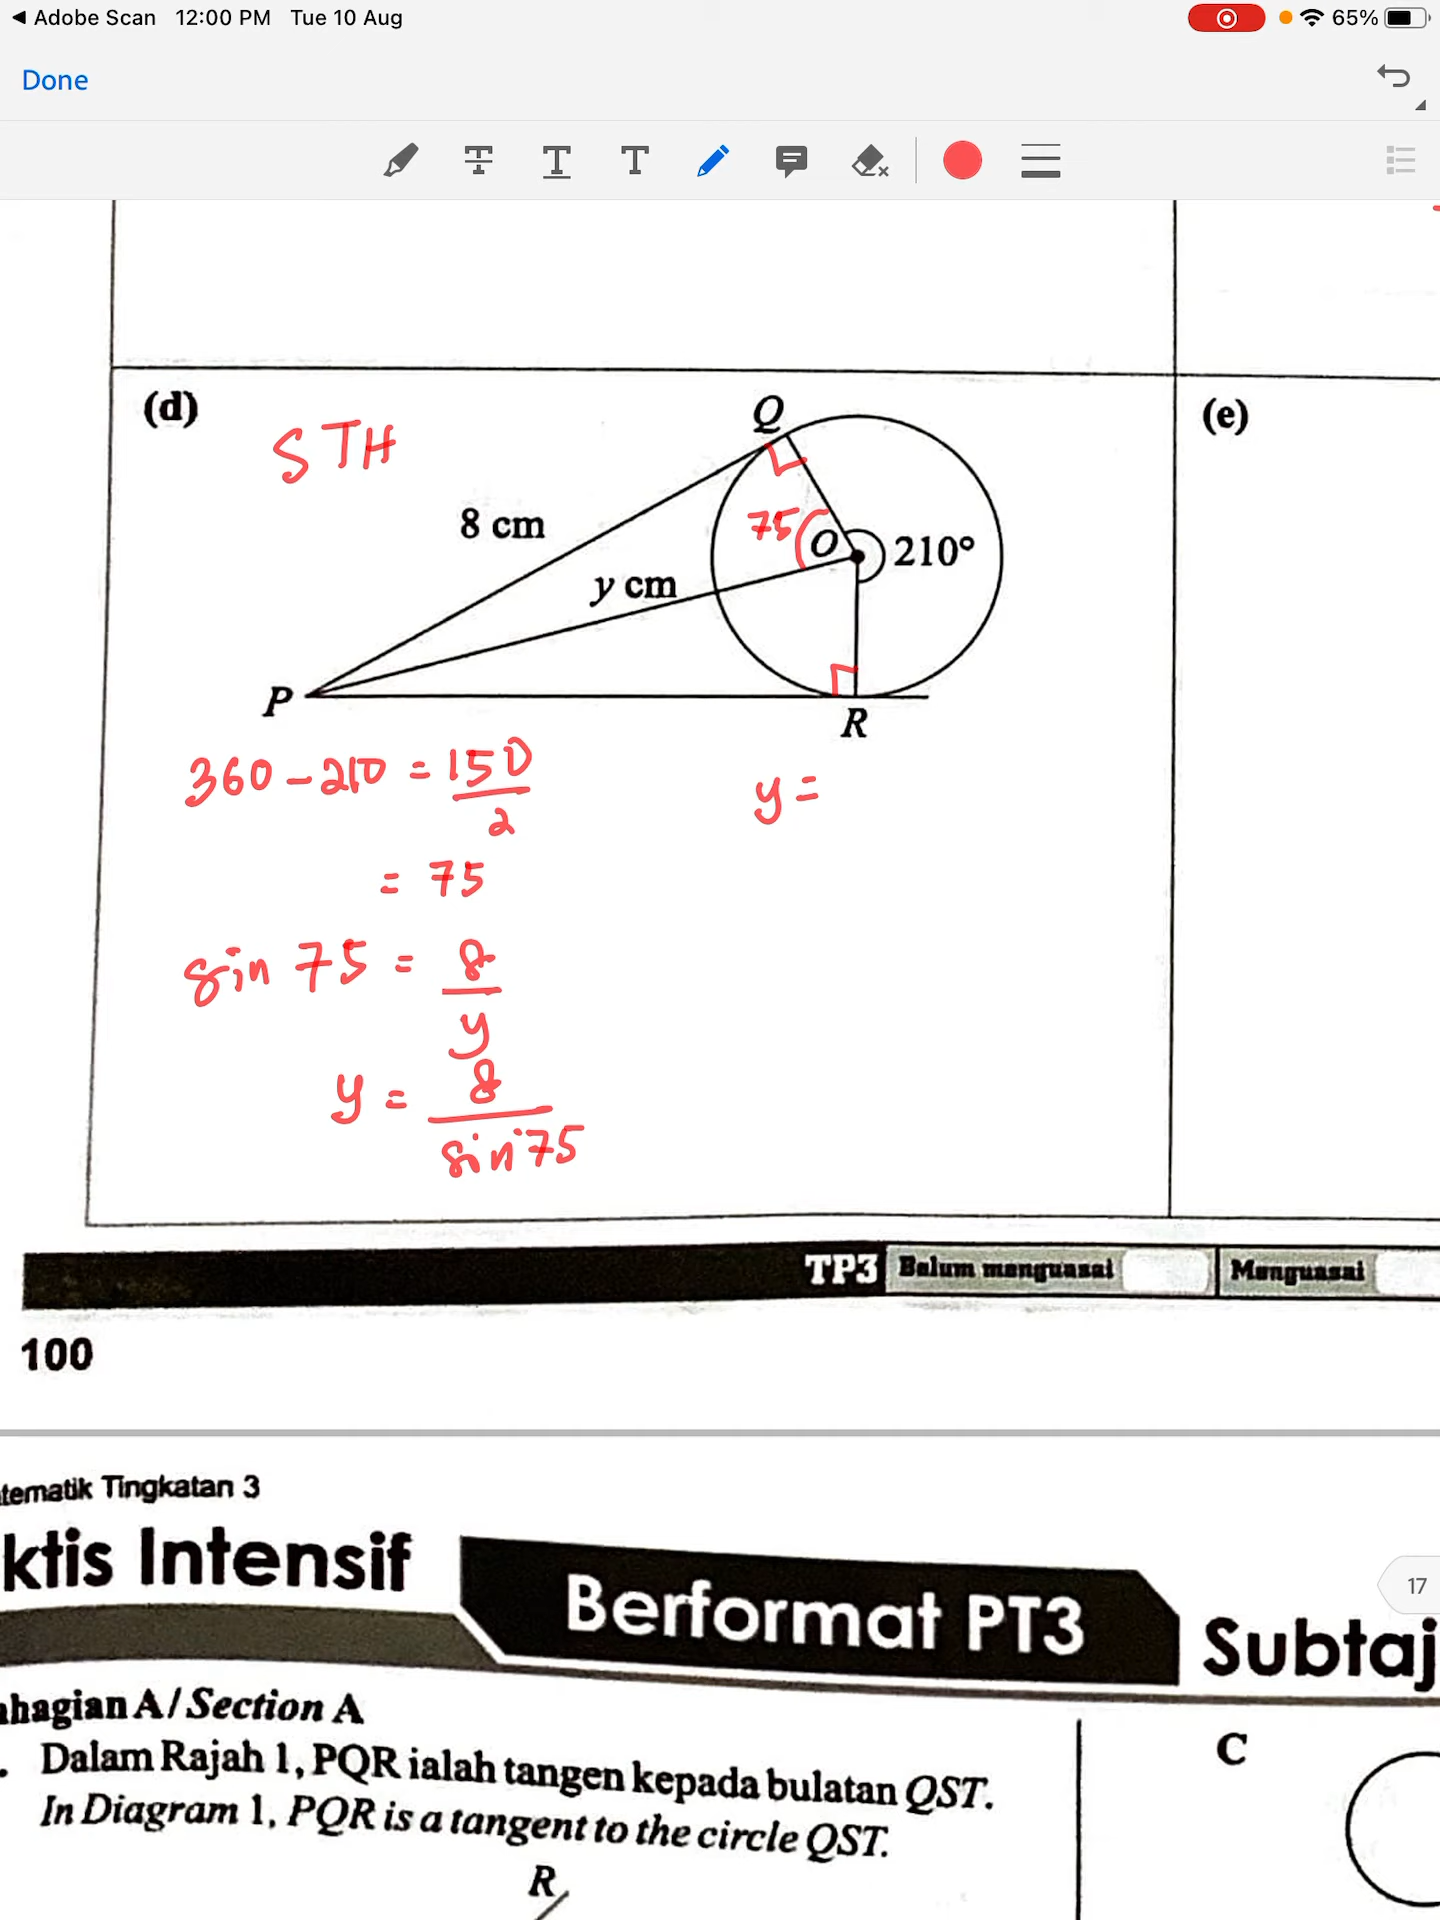 Adobe Scan 12:00 PM Tue 10 Aug 65%
Done
(d)
STH
Q
(e)
8 cm
75
O
210°
y cm
P
R
360 - 210 = 150
2
= 75
y =
sin 75 = 8
y
y = 8
sin 75
TP3 Belum menguasai Menguasai
100
tematik Tingkatan 3
ktis Intensif
Berformat PT3
17
Subtaj
ahagian A / Section A
. Dalam Rajah 1, PQR ialah tangen kepada bulatan QST.
In Diagram 1, PQR is a tangent to the circle QST.
C
R